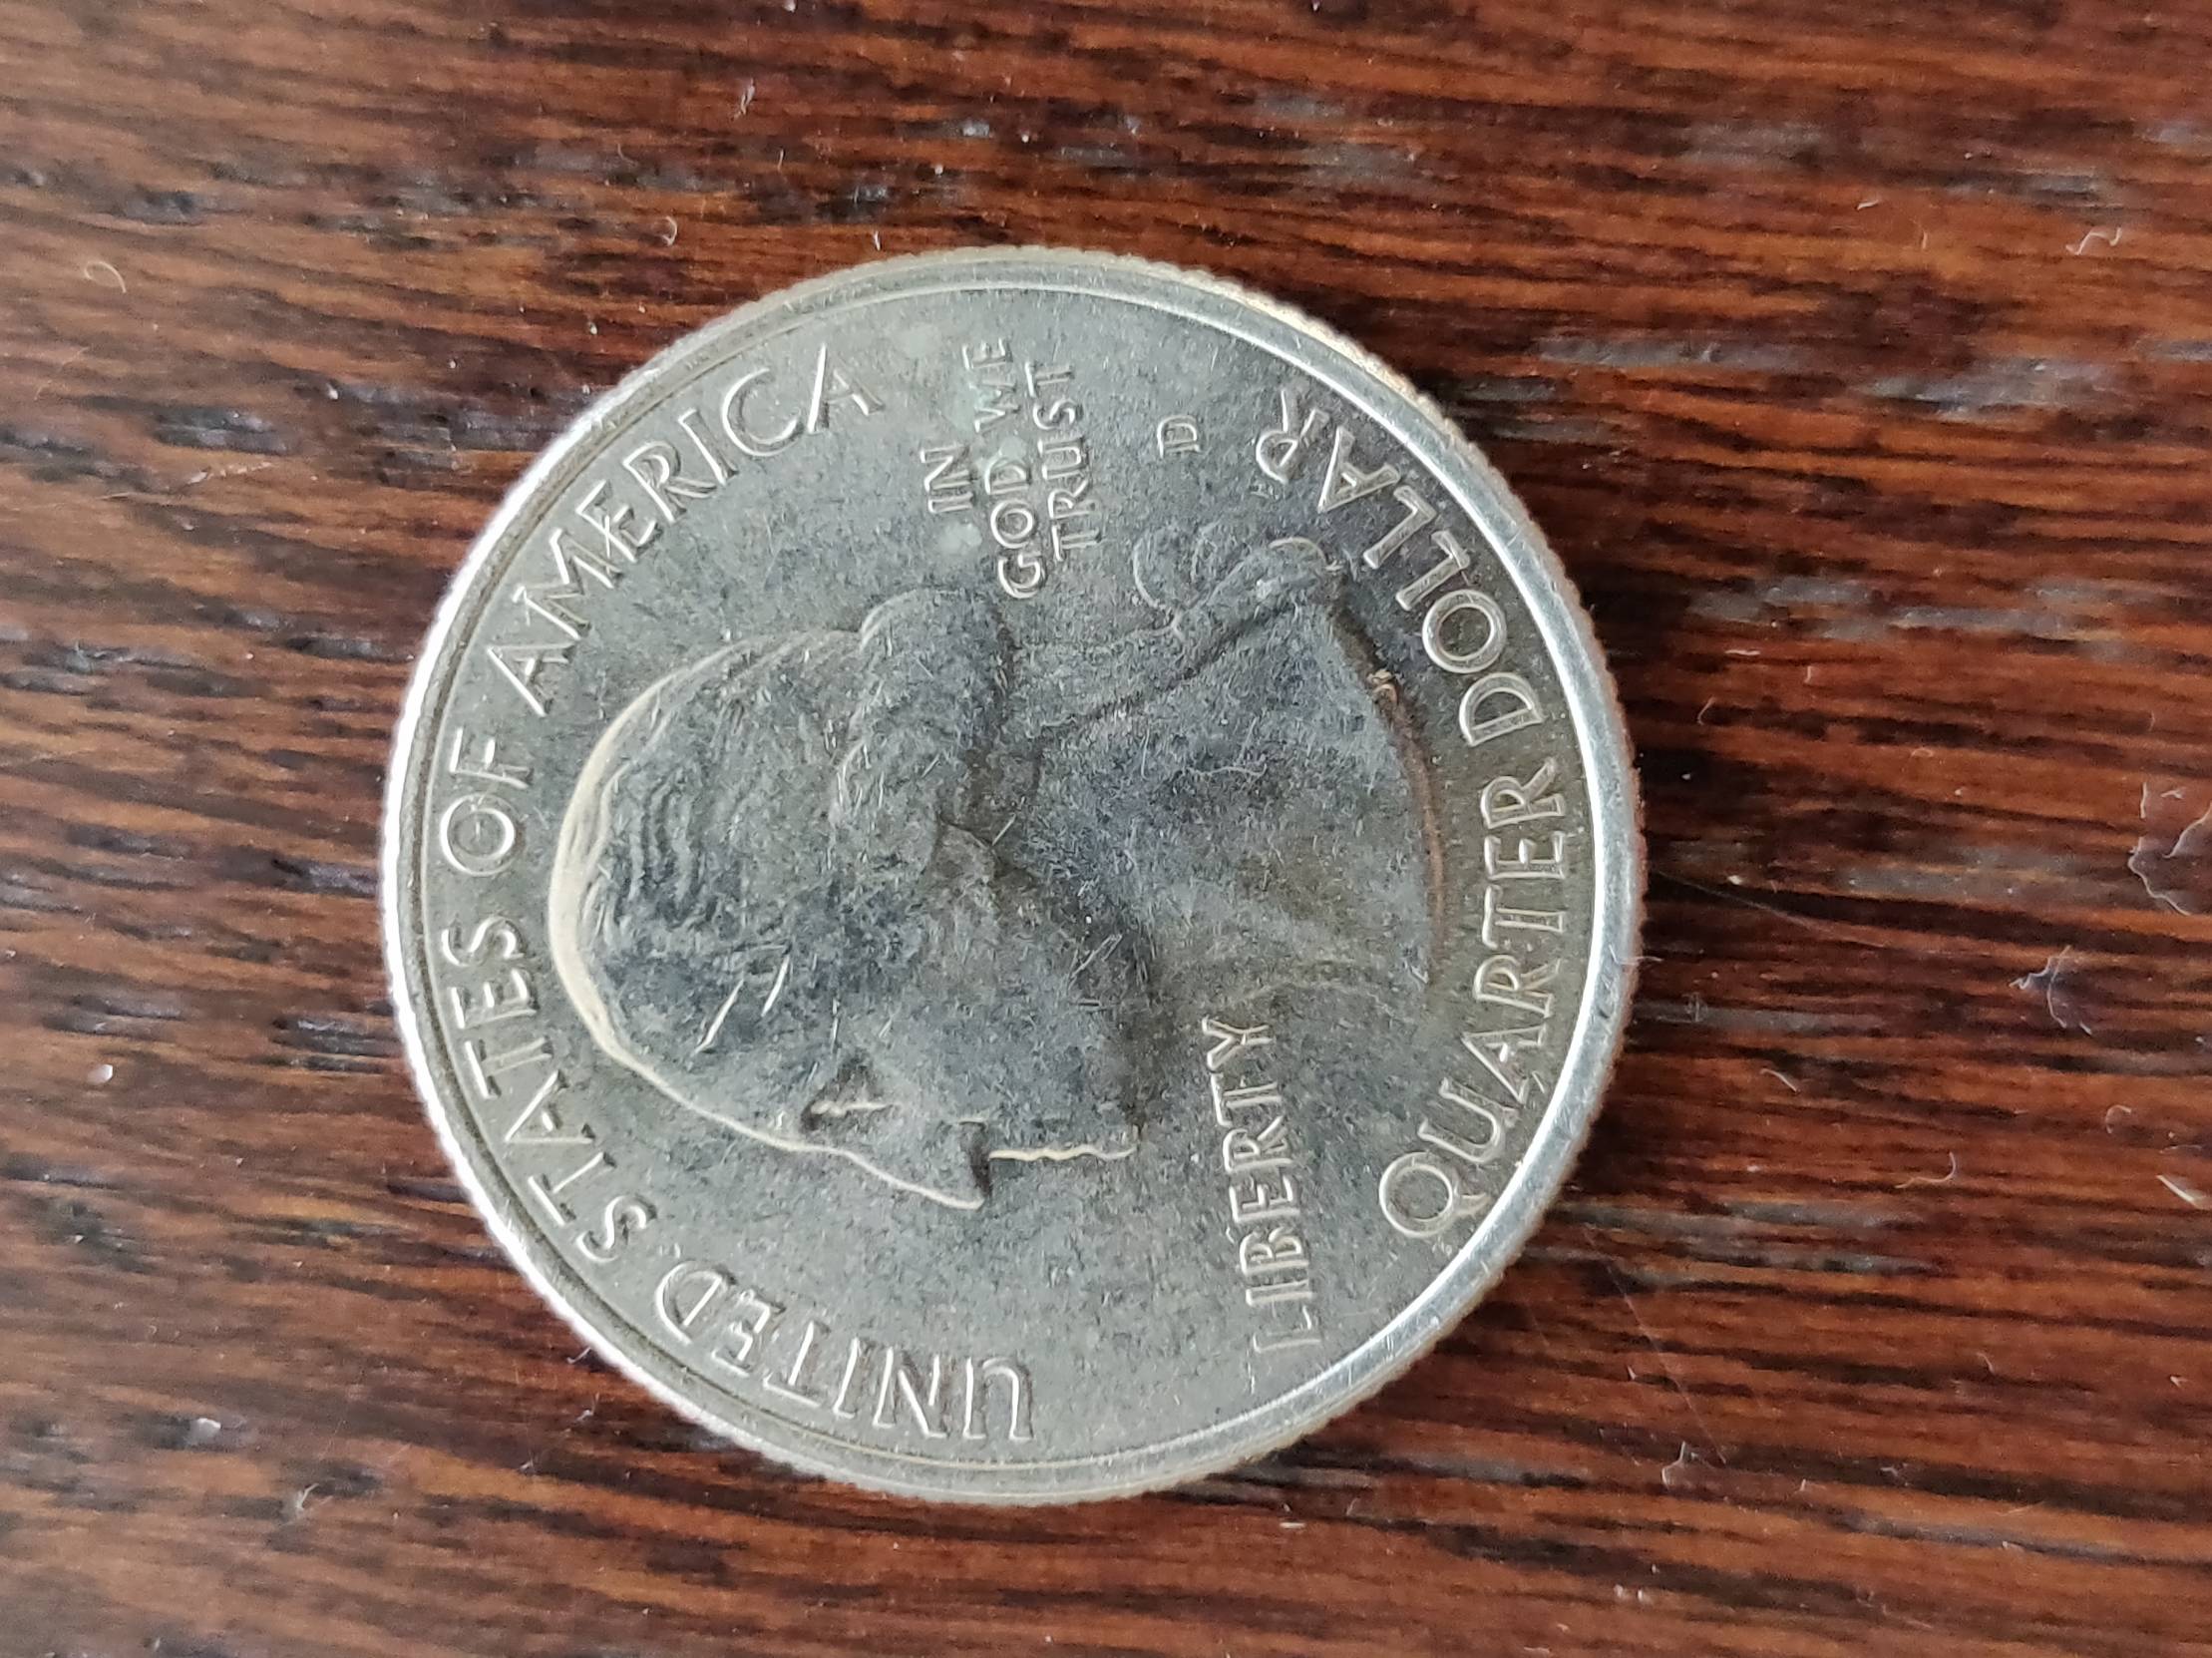 UNITED STATES OF AMERICA
LIBERTY
IN
GOD WE
TRUST
D
QUARTER DOLLAR